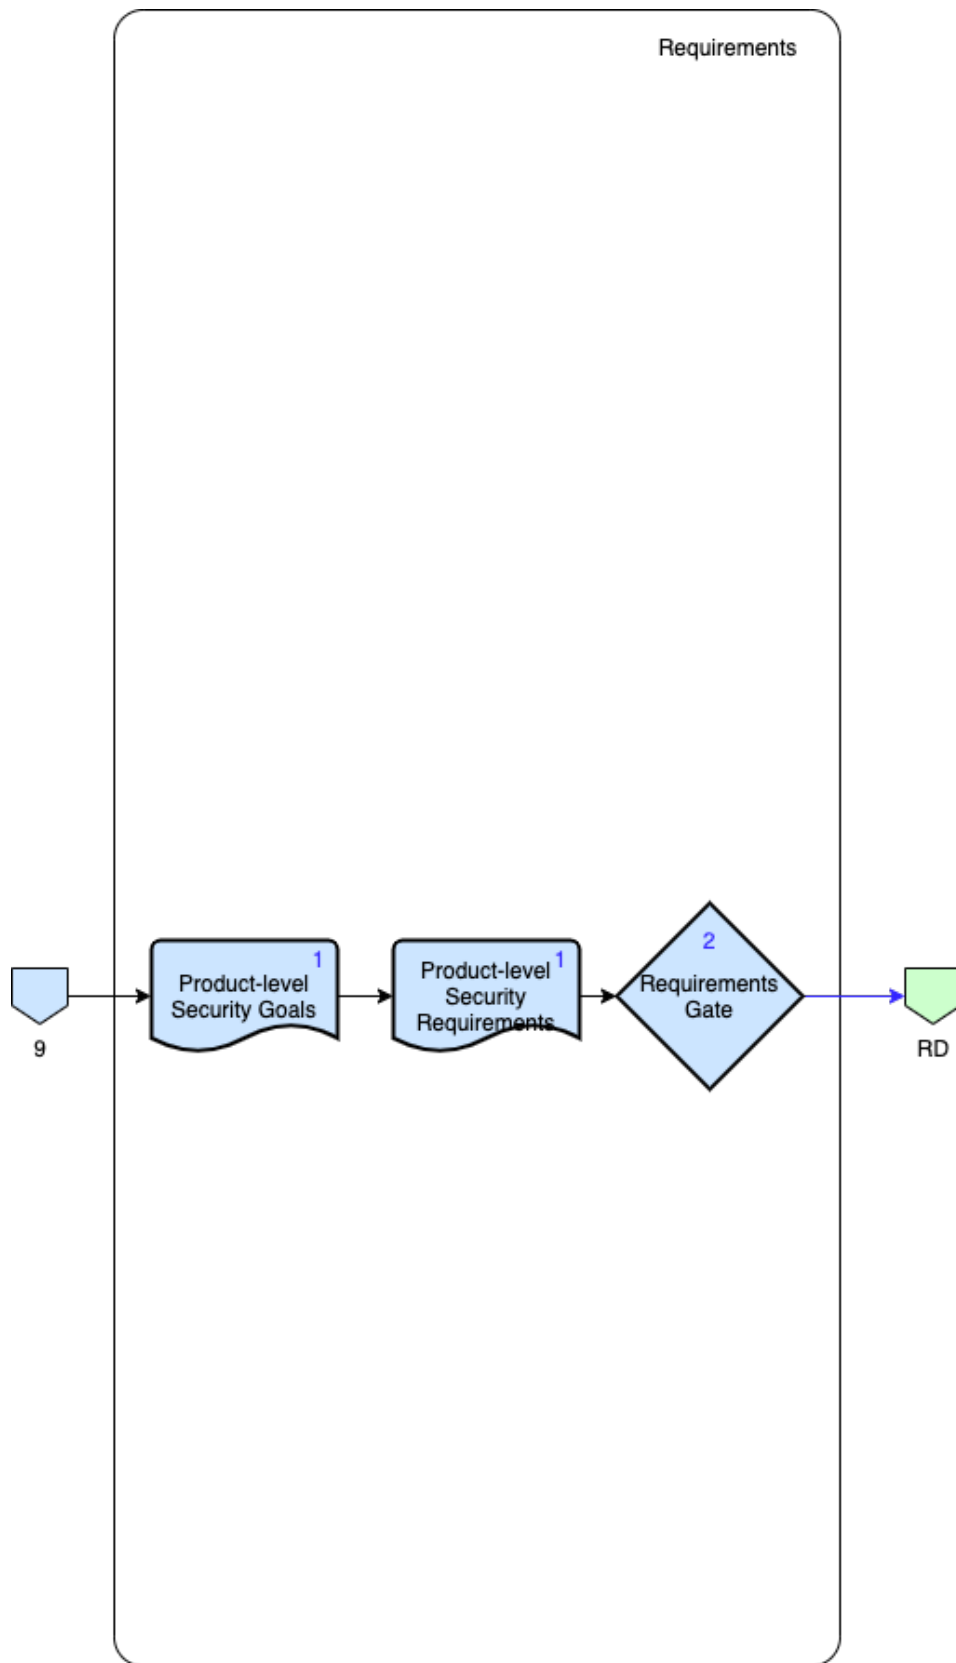 Requirements
1
Product-level
Security Goals
1
Product-level
Security
Requirements
2
Requirements
Gate
9
RD